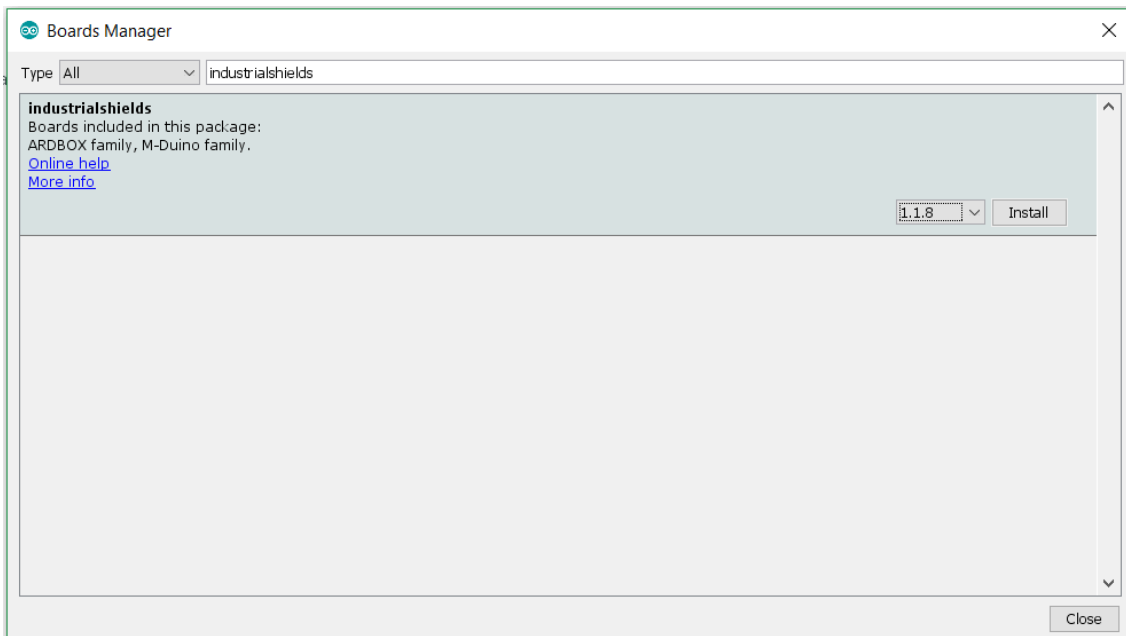 Boards Manager
Type All industrialshields
industrialshields
Boards included in this package:
ARDBOX family, M-Duino family.
Online help
More info
1.1.8 Install
Close